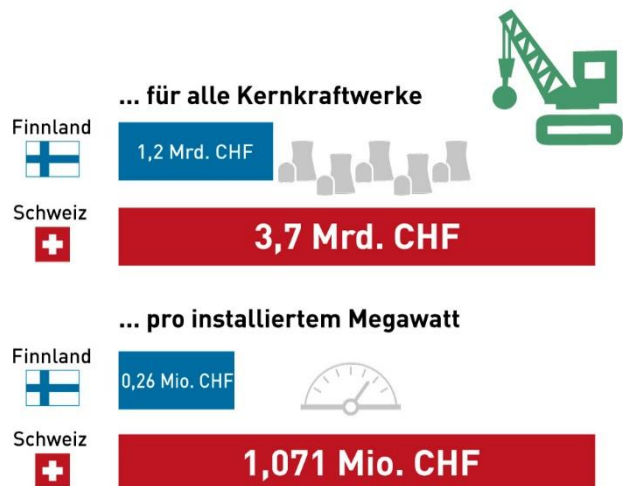 ... für alle Kernkraftwerke
Finnland
1,2 Mrd. CHF
Schweiz
3,7 Mrd. CHF
... pro installiertem Megawatt
Finnland
0,26 Mio. CHF
Schweiz
1,071 Mio. CHF